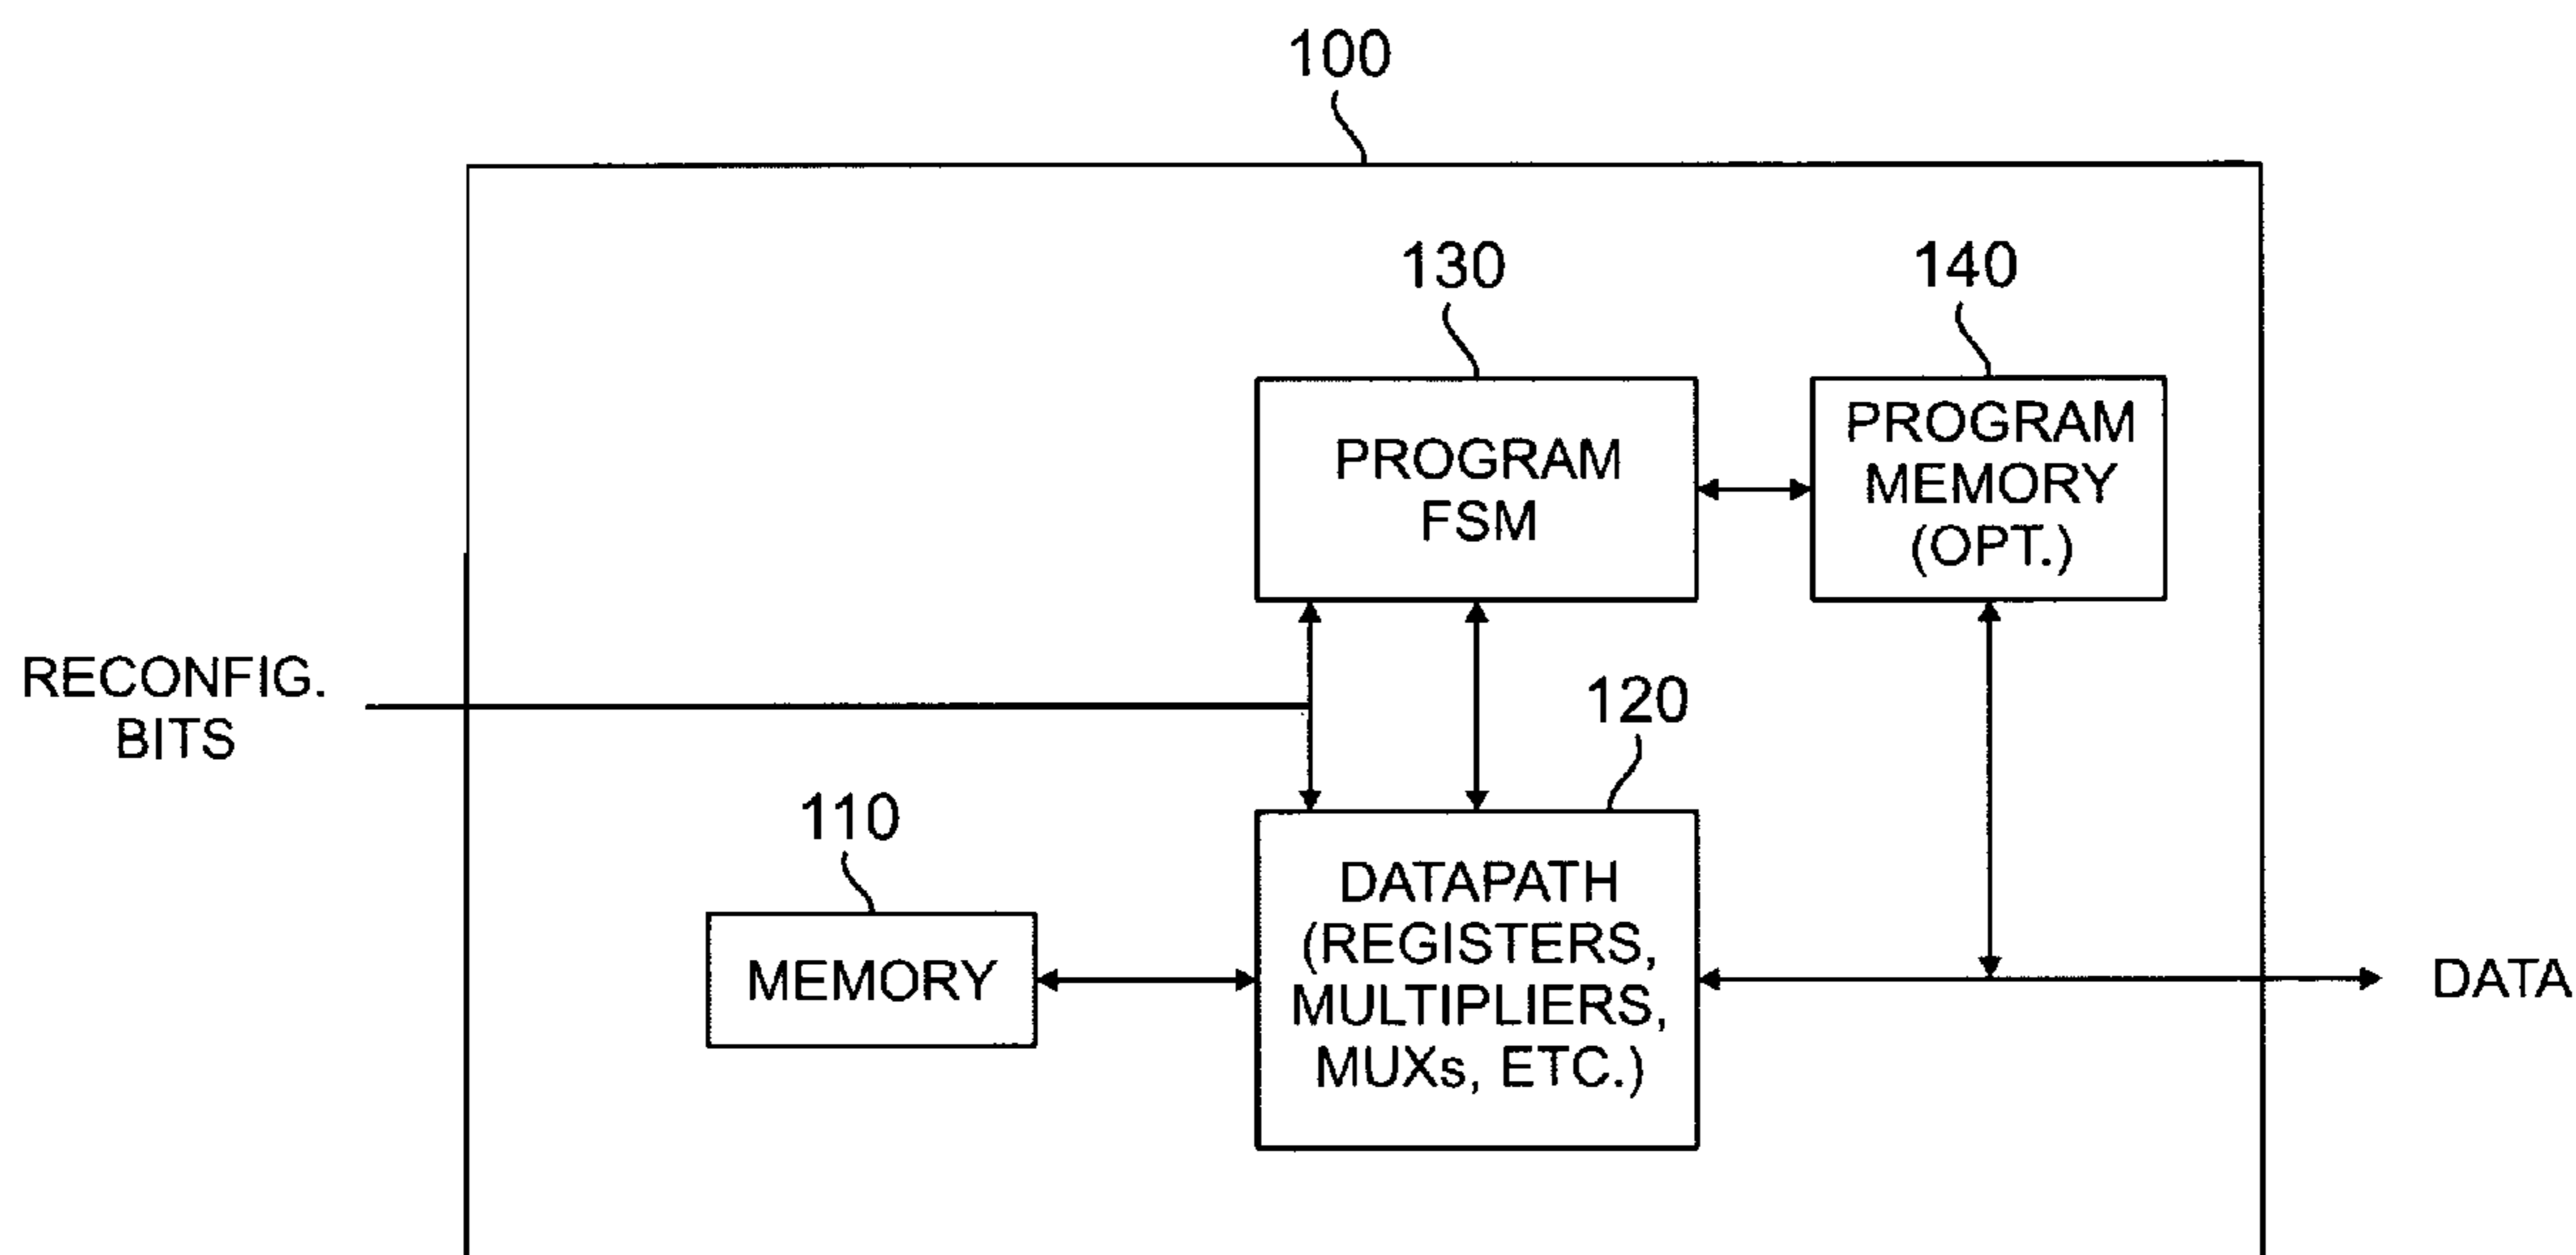 100
130
140
PROGRAM
FSM
PROGRAM
MEMORY
(OPT.)
RECONFIG.
BITS
120
110
DATAPATH
(REGISTERS,
MULTIPLIERS,
MUXs, ETC.)
MEMORY
DATA